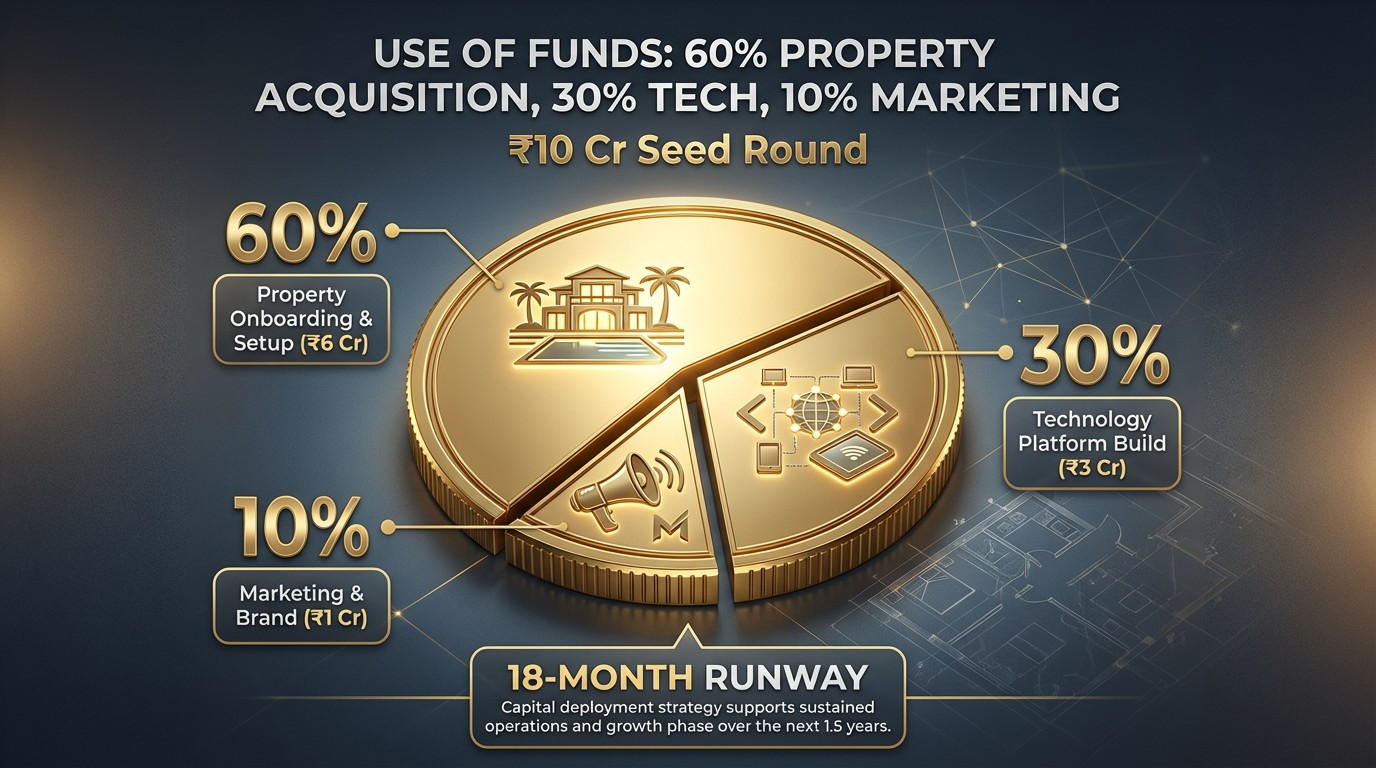 USE OF FUNDS: 60% PROPERTY
ACQUISITION, 30% TECH, 10% MARKETING
₹10 Cr Seed Round
60%
Property
Onboarding &
Setup (₹6 Cr)
30%
Technology
Platform Build
(₹3 Cr)
10%
Marketing &
Brand (₹1 Cr)
M
18-MONTH RUNWAY
Capital deployment strategy supports sustained
operations and growth phase over the next 1.5 years.